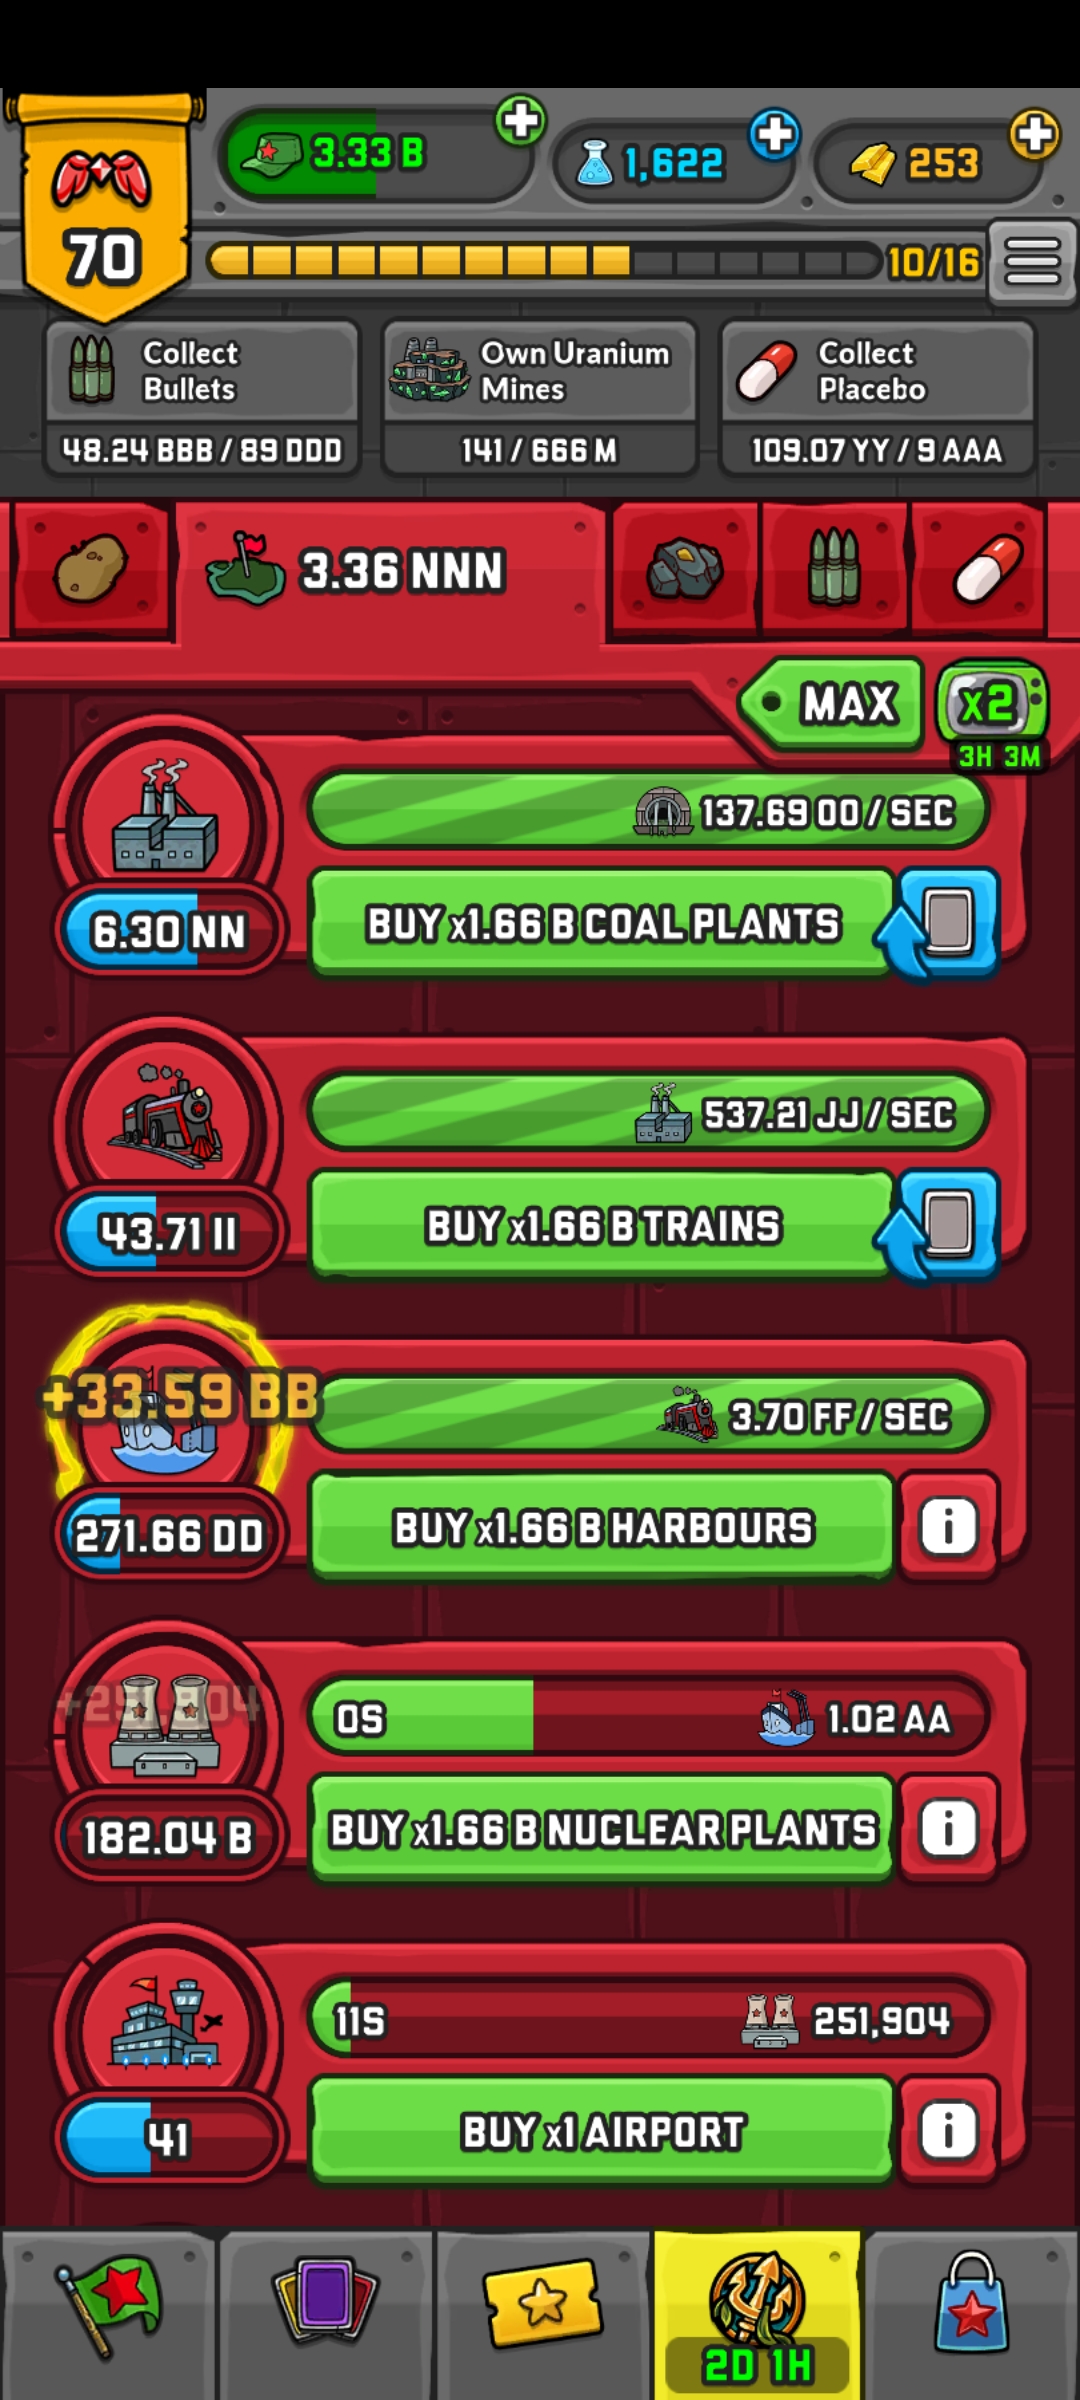 3.33 B
1,622
253
70
10/16
Collect
Bullets
48.24 BBB / 89 DDD
Own Uranium
Mines
141 / 666 M
Collect
Placebo
109.07 YY / 9 AAA
3.36 NNN
MAX
x2
3H 3M
137.69 OO / SEC
6.30 NN
BUY x1.66 B COAL PLANTS
537.21 JJ / SEC
43.71 II
BUY x1.66 B TRAINS
+33.59 BB
3.70 FF / SEC
271.66 DD
BUY x1.66 B HARBOURS
i
+251,904
0S
1.02 AA
182.04 B
BUY x1.66 B NUCLEAR PLANTS
i
11S
251,904
41
BUY x1 AIRPORT
i
2D 1H